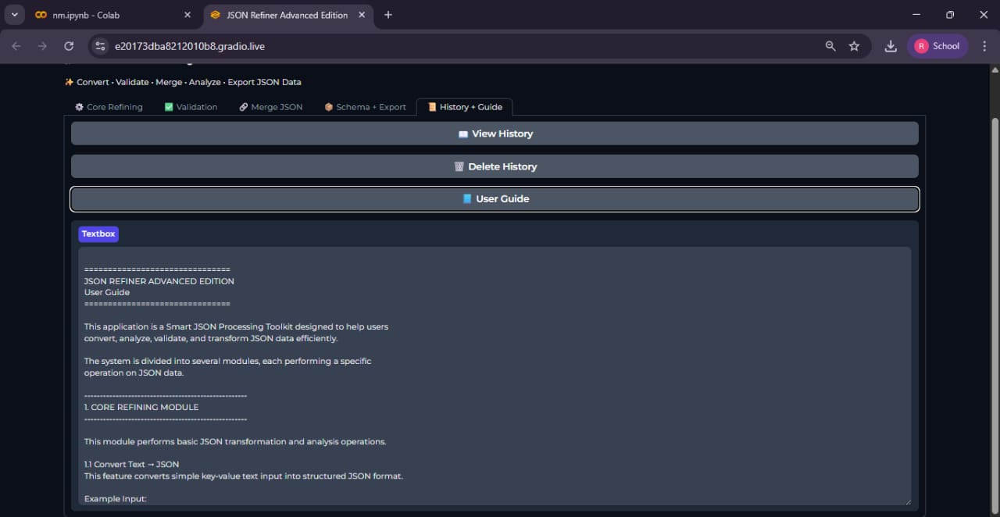 nm.ipynb - Colab
JSON Refiner Advanced Edition
e20173dba8212010b8.gradio.live
R School
✨ Convert • Validate • Merge • Analyze • Export JSON Data
⚙️ Core Refining
✅ Validation
🔗 Merge JSON
📦 Schema + Export
📜 History + Guide
📖 View History
🗑️ Delete History
📘 User Guide
Textbox
===============================
JSON REFINER ADVANCED EDITION
User Guide
===============================
This application is a Smart JSON Processing Toolkit designed to help users
convert, analyze, validate, and transform JSON data efficiently.
The system is divided into several modules, each performing a specific
operation on JSON data.
----------------------------------------------------
1. CORE REFINING MODULE
----------------------------------------------------
This module performs basic JSON transformation and analysis operations.
1.1 Convert Text → JSON
This feature converts simple key-value text input into structured JSON format.
Example Input: